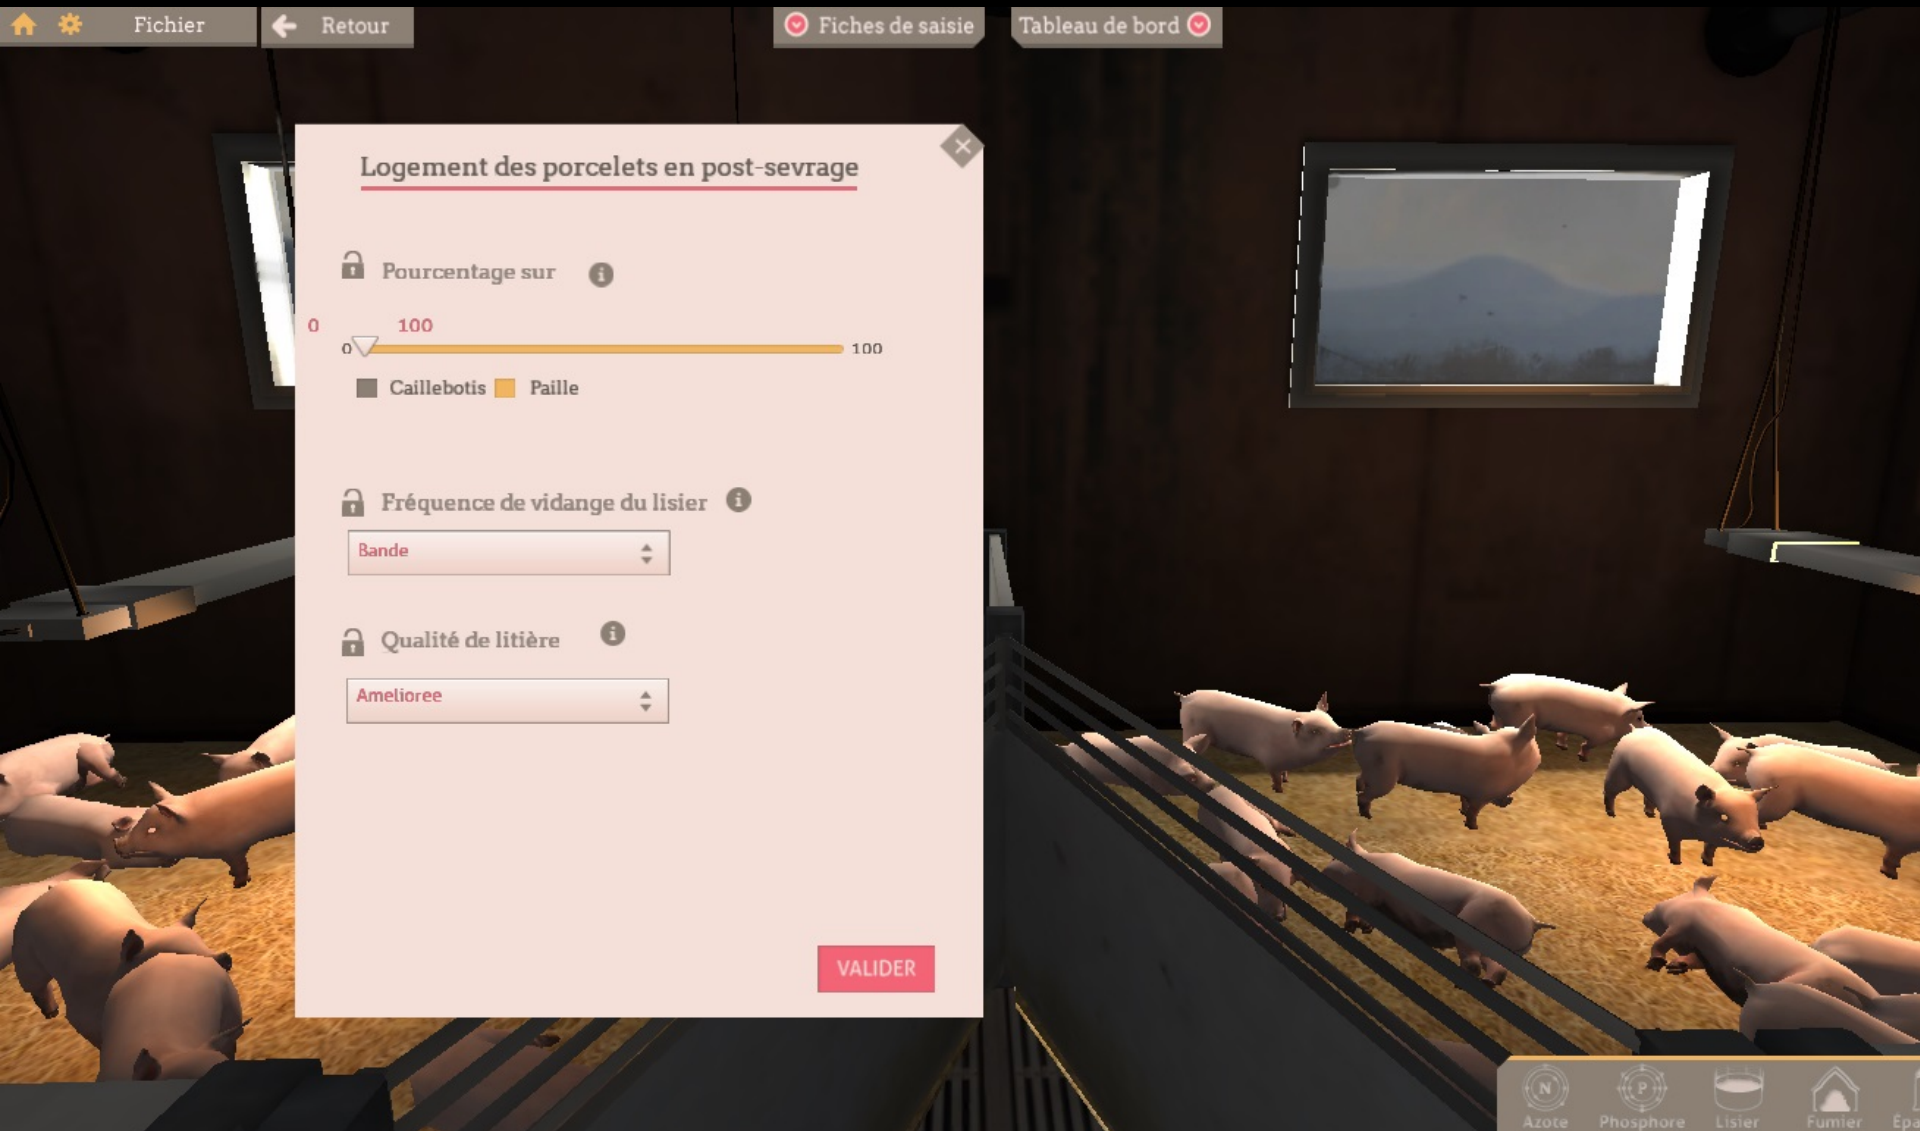 Fichier
Retour
Fiches de saisie
Tableau de bord
Logement des porcelets en post-sevrage
Pourcentage sur
0 100
0 100
Caillebotis Paille
Fréquence de vidange du lisier
Bande
Qualité de litière
Amelioree
VALIDER
N P
Azote Phosphore Lisier Fumier